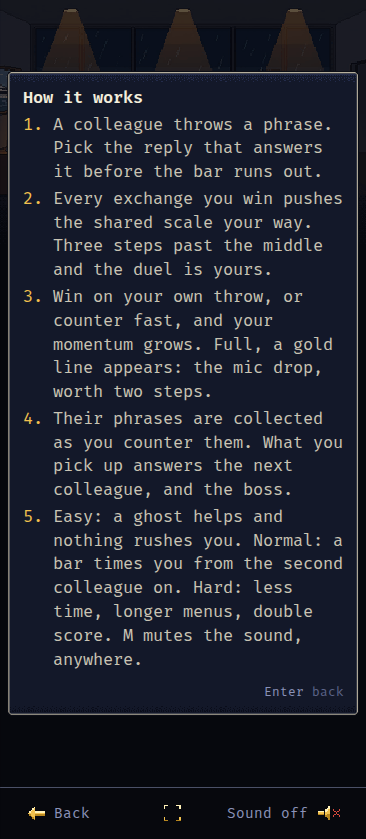 How it works
1. A colleague throws a phrase.
Pick the reply that answers
it before the bar runs out.
2. Every exchange you win pushes
the shared scale your way.
Three steps past the middle
and the duel is yours.
3. Win on your own throw, or
counter fast, and your
momentum grows. Full, a gold
line appears: the mic drop,
worth two steps.
4. Their phrases are collected
as you counter them. What you
pick up answers the next
colleague, and the boss.
5. Easy: a ghost helps and
nothing rushes you. Normal: a
bar times you from the second
colleague on. Hard: less
time, longer menus, double
score. M mutes the sound,
anywhere.
Enter back
Back
Sound off